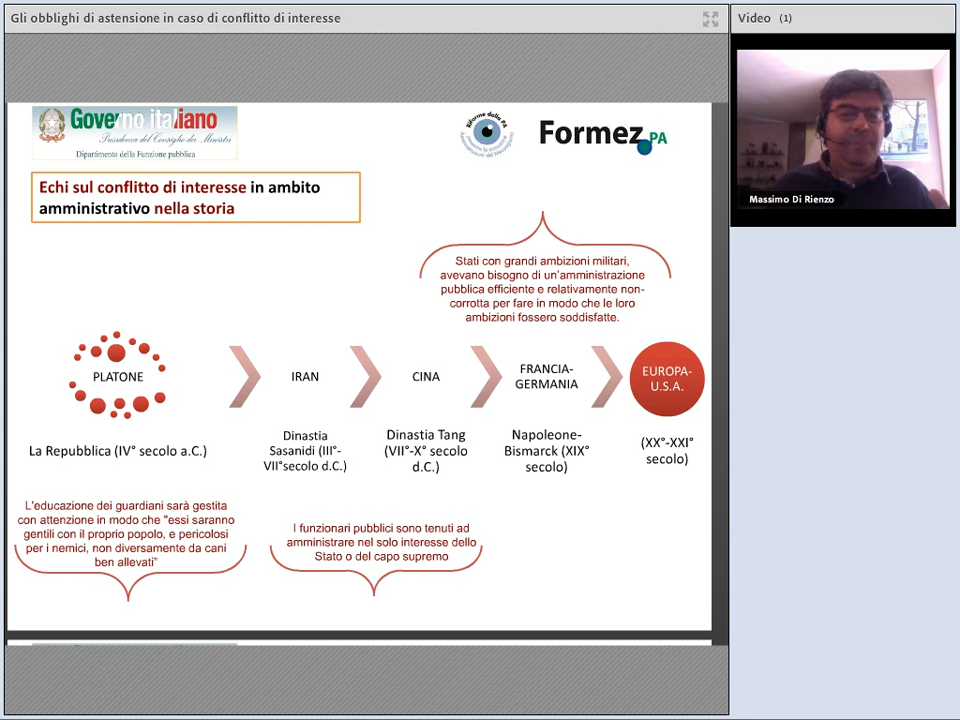 Gli obblighi di astensione in caso di conflitto di interesse
Video (1)
Governo italiano
Presidenza del Consiglio dei Ministri
Dipartimento della Funzione pubblica
Formez PA
Massimo Di Rienzo
Echi sul conflitto di interesse in ambito
amministrativo nella storia
Stati con grandi ambizioni militari,
avevano bisogno di un'amministrazione
pubblica efficiente e relativamente non-
corrotta per fare in modo che le loro
ambizioni fossero soddisfatte.
PLATONE
IRAN
CINA
FRANCIA-
GERMANIA
EUROPA-
U.S.A.
La Repubblica (IV° secolo a.C.)
Dinastia
Sasanidi (III°-
VII°secolo d.C.)
Dinastia Tang
(VII°-X° secolo
d.C.)
Napoleone-
Bismarck (XIX°
secolo)
(XX°-XXI°
secolo)
L'educazione dei guardiani sarà gestita
con attenzione in modo che "essi saranno
gentili con il proprio popolo, e pericolosi
per i nemici, non diversamente da cani
ben allevati"
I funzionari pubblici sono tenuti ad
amministrare nel solo interesse dello
Stato o del capo supremo